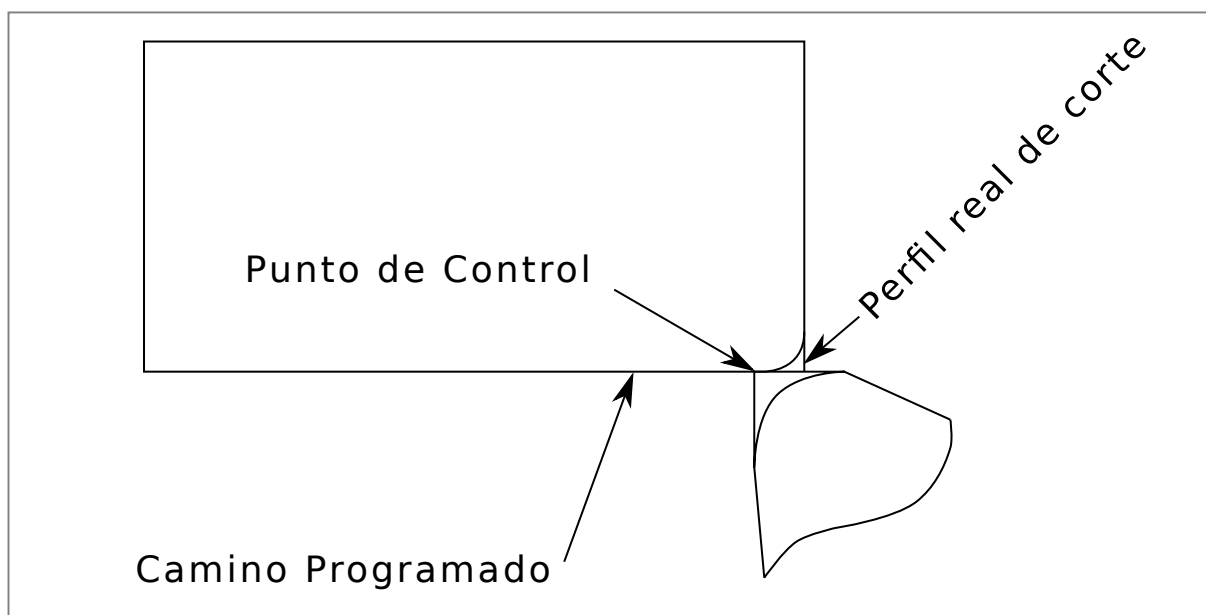 Perfil real de corte
Punto de Control
Camino Programado